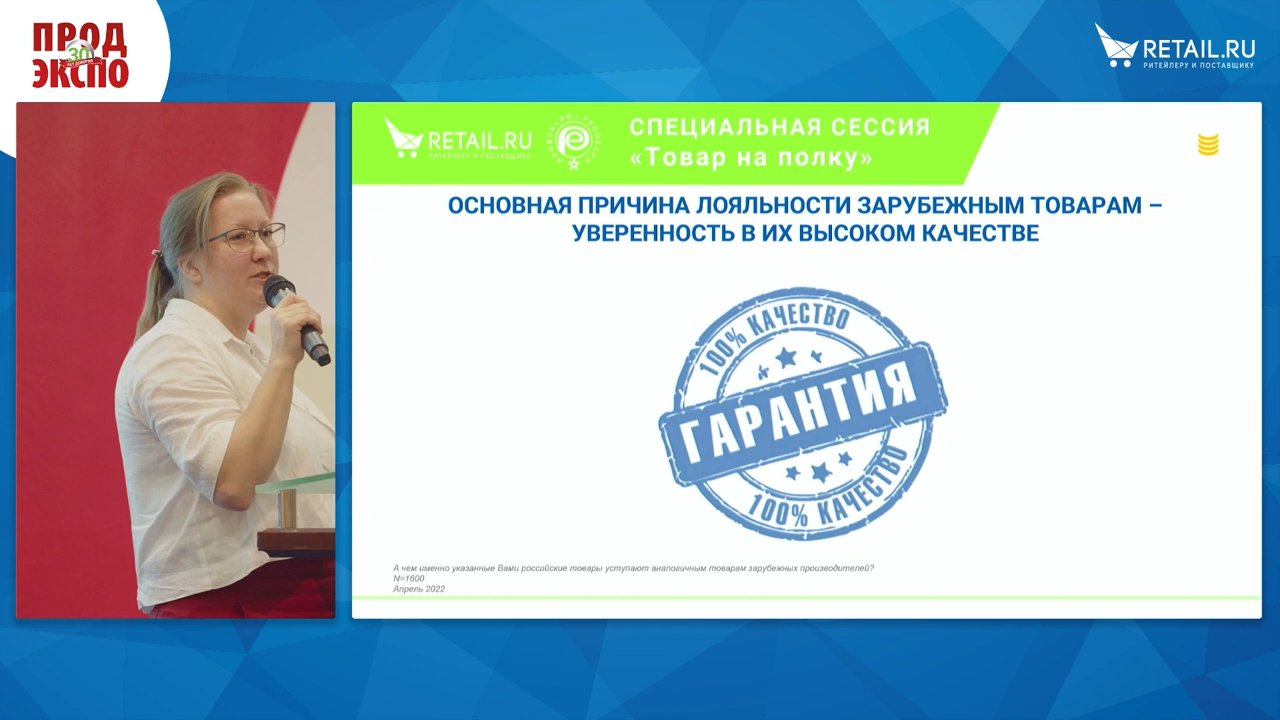 ПРОД
30
ЭКСПО
RETAIL.RU
РИТЕЙЛЕРУ И ПОСТАВЩИКУ
RETAIL.RU
РИТЕЙЛЕРУ И ПОСТАВЩИКУ
СПЕЦИАЛЬНАЯ СЕССИЯ
«Товар на полку»
ОСНОВНАЯ ПРИЧИНА ЛОЯЛЬНОСТИ ЗАРУБЕЖНЫМ ТОВАРАМ –
УВЕРЕННОСТЬ В ИХ ВЫСОКОМ КАЧЕСТВЕ
100% КАЧЕСТВО
ГАРАНТИЯ
100% КАЧЕСТВО
А чем именно указанные Вами российские товары уступают аналогичным товарам зарубежных производителей?
N=1600
Апрель 2022